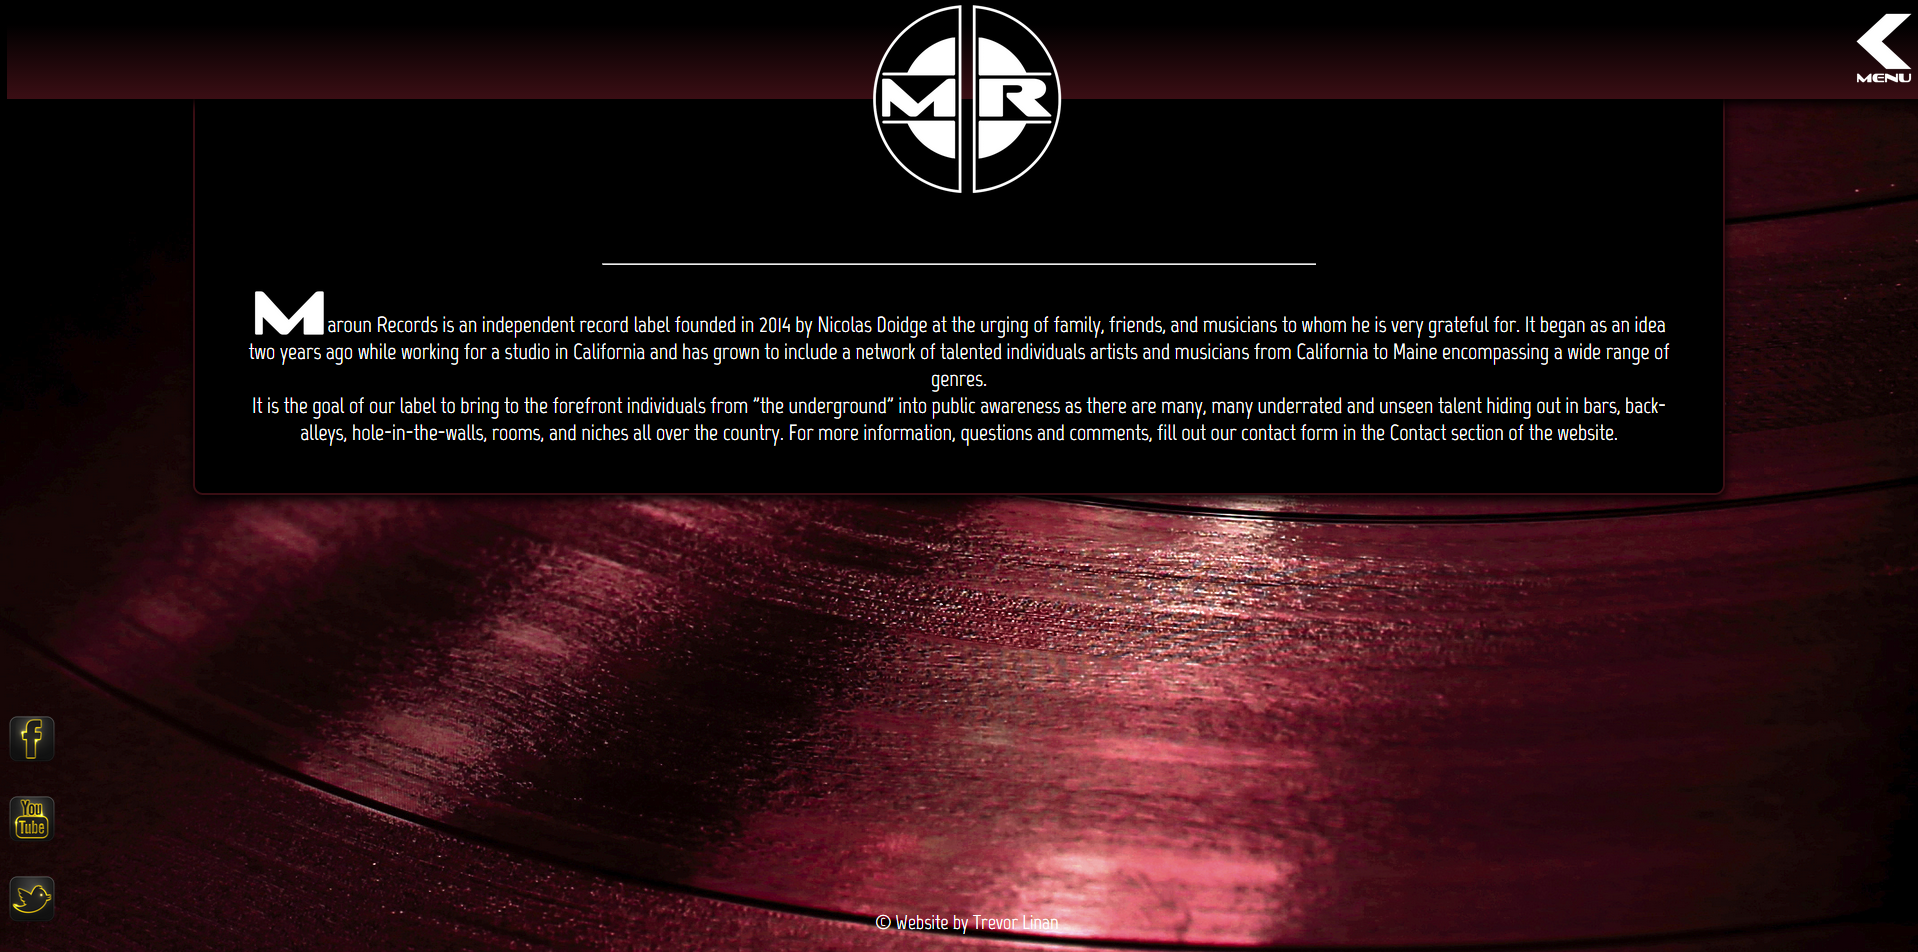 M R
MENU
Maroun Records is an independent record label founded in 2014 by Nicolas Doidge at the urging of family, friends, and musicians to whom he is very grateful for. It began as an idea
two years ago while working for a studio in California and has grown to include a network of talented individuals artists and musicians from California to Maine encompassing a wide range of
genres.
It is the goal of our label to bring to the forefront individuals from "the underground" into public awareness as there are many, many underrated and unseen talent hiding out in bars, back-
alleys, hole-in-the-walls, rooms, and niches all over the country. For more information, questions and comments, fill out our contact form in the Contact section of the website.
f
You
Tube
© Website by Trevor Linan